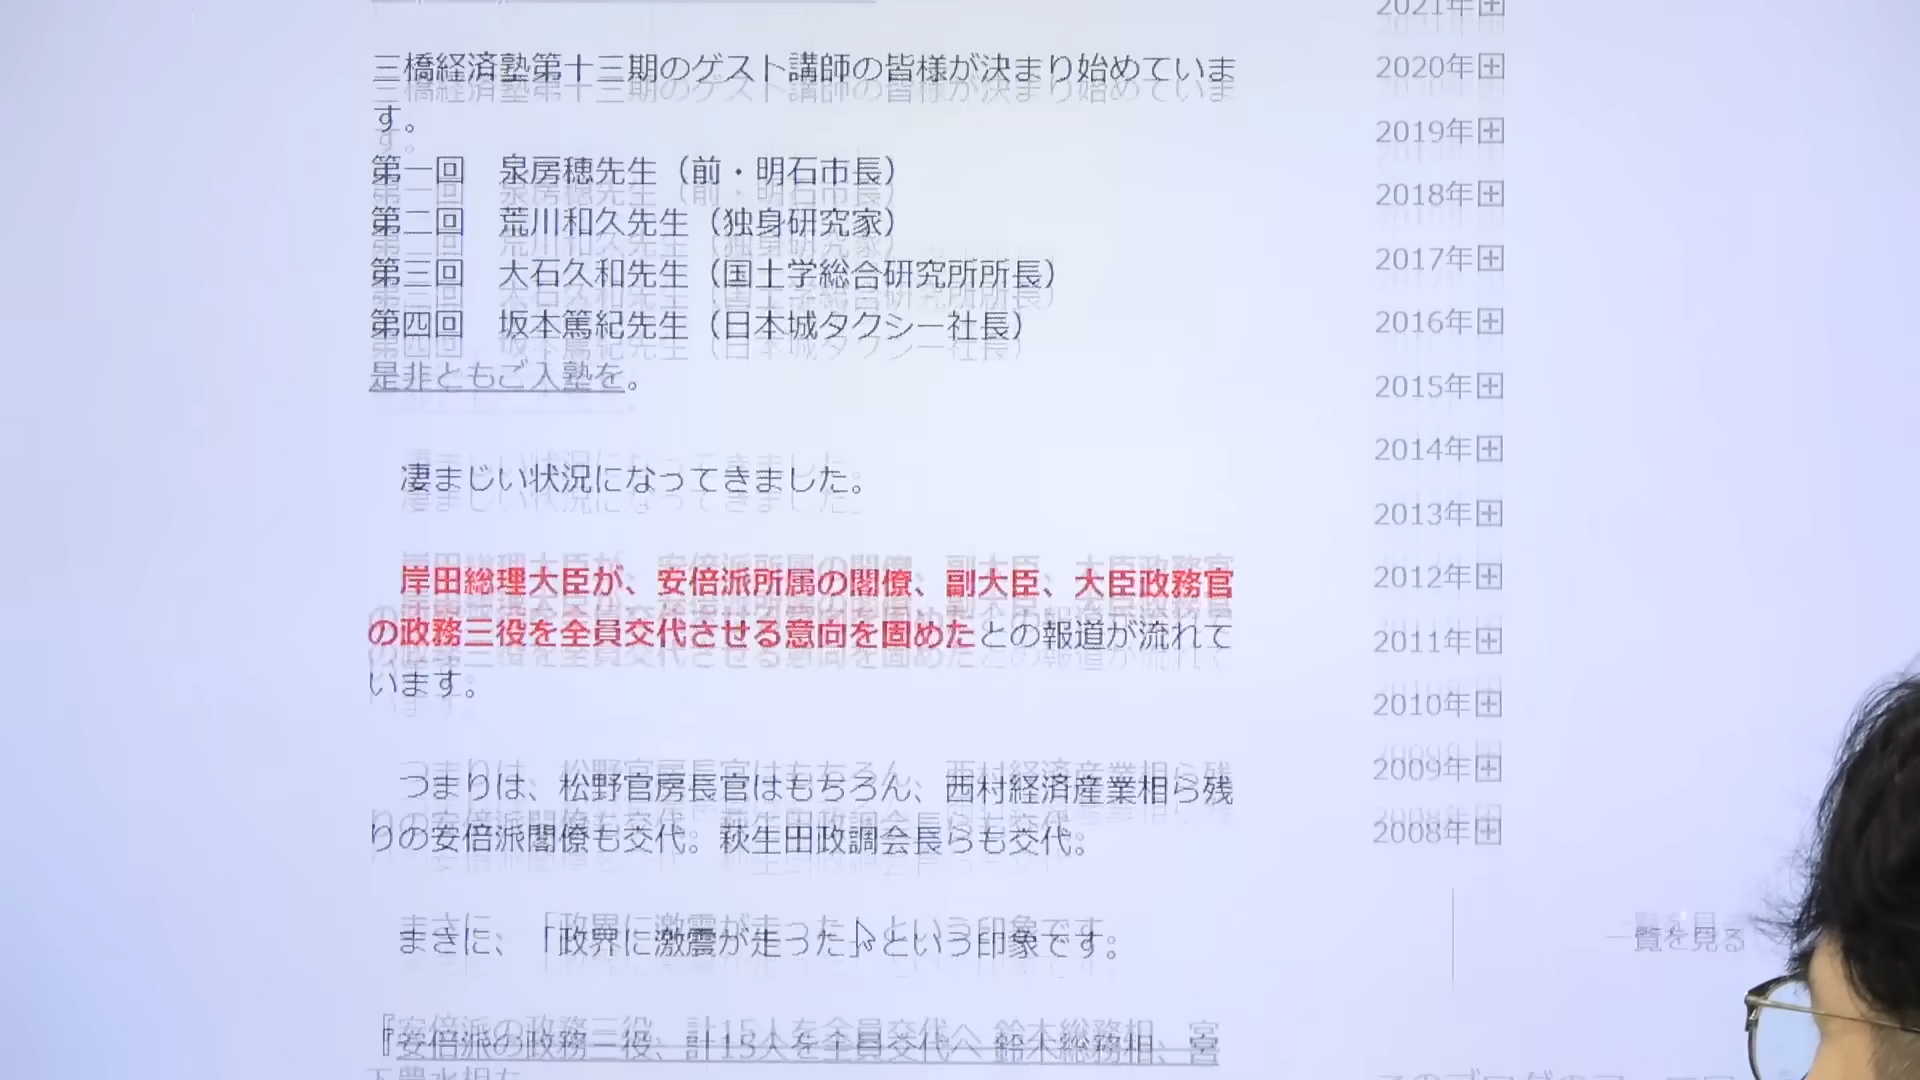 三橋経済塾第十三期のゲスト講師の皆様が決まり始めていま
す。
第一回　泉房穂先生（前・明石市長）
第二回　荒川和久先生（独身研究家）
第三回　大石久和先生（国土学総合研究所所長）
第四回　坂本篤紀先生（日本城タクシー社長）
是非ともご入塾を。
凄まじい状況になってきました。
岸田総理大臣が、安倍派所属の閣僚、副大臣、大臣政務官
の政務三役を全員交代させる意向を固めたとの報道が流れて
います。
つまりは、松野官房長官はもちろん、西村経済産業相ら残
りの安倍派閣僚も交代。萩生田政調会長らも交代。
まさに、「政界に激震が走った」という印象です。
『安倍派の政務三役、計15人を全員交代へ 鈴木総務相、宮
2021年
2020年
2019年
2018年
2017年
2016年
2015年
2014年
2013年
2012年
2011年
2010年
2009年
2008年
一覧を見る